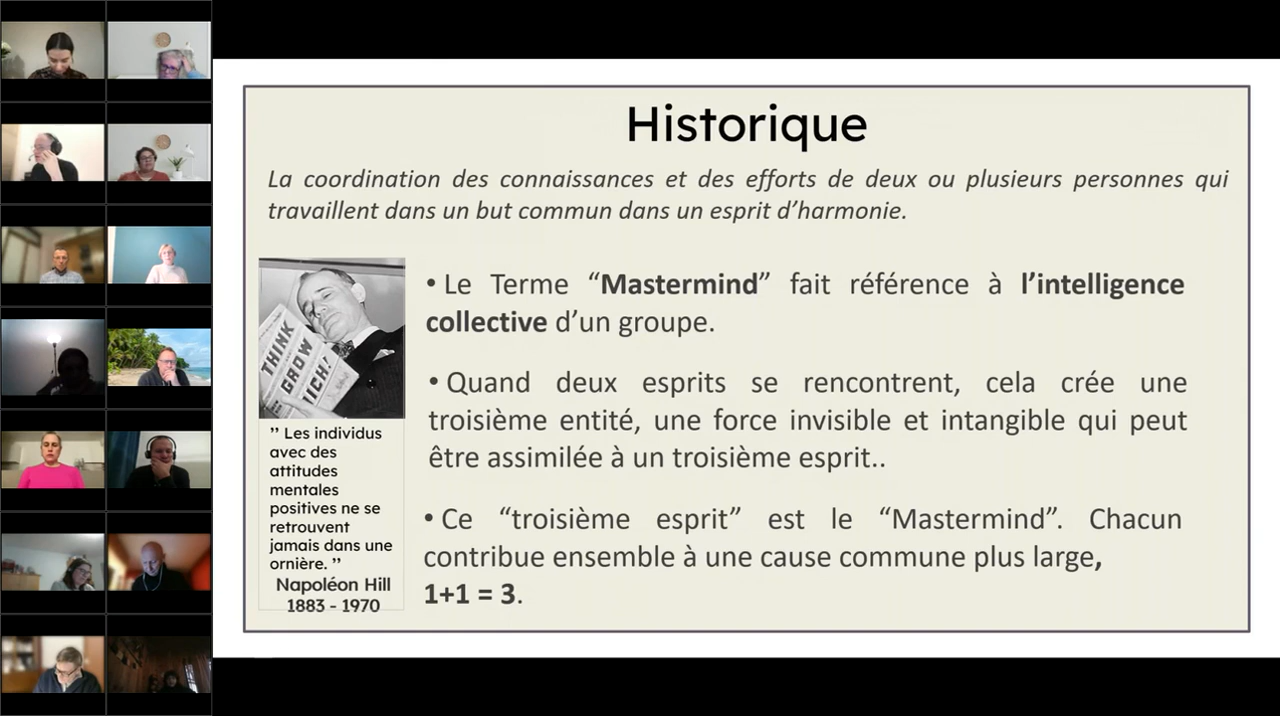 Historique
La coordination des connaissances et des efforts de deux ou plusieurs personnes qui
travaillent dans un but commun dans un esprit d’harmonie.
THINK
GROW
RICH!
” Les individus
avec des
attitudes
mentales
positives ne se
retrouvent
jamais dans une
ornière. ”
Napoléon Hill
1883 - 1970
• Le Terme “Mastermind” fait référence à l’intelligence
collective d’un groupe.
• Quand deux esprits se rencontrent, cela crée une
troisième entité, une force invisible et intangible qui peut
être assimilée à un troisième esprit..
• Ce “troisième esprit” est le “Mastermind”. Chacun
contribue ensemble à une cause commune plus large,
1+1 = 3.